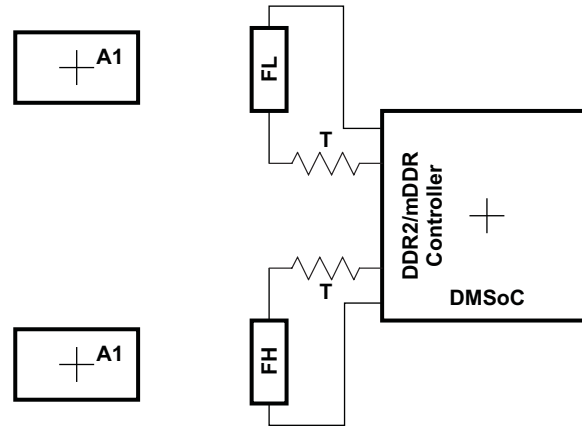 A1
FL
T
DDR2/mDDR
Controller
DMSoC
T
FH
A1